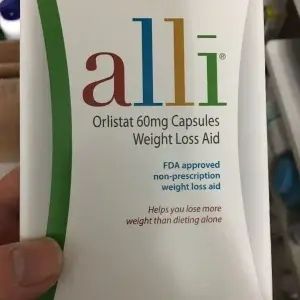 alli®
Orlistat 60mg Capsules
Weight Loss Aid
FDA approved
non-prescription
weight loss aid
Helps you lose more
weight than dieting alone